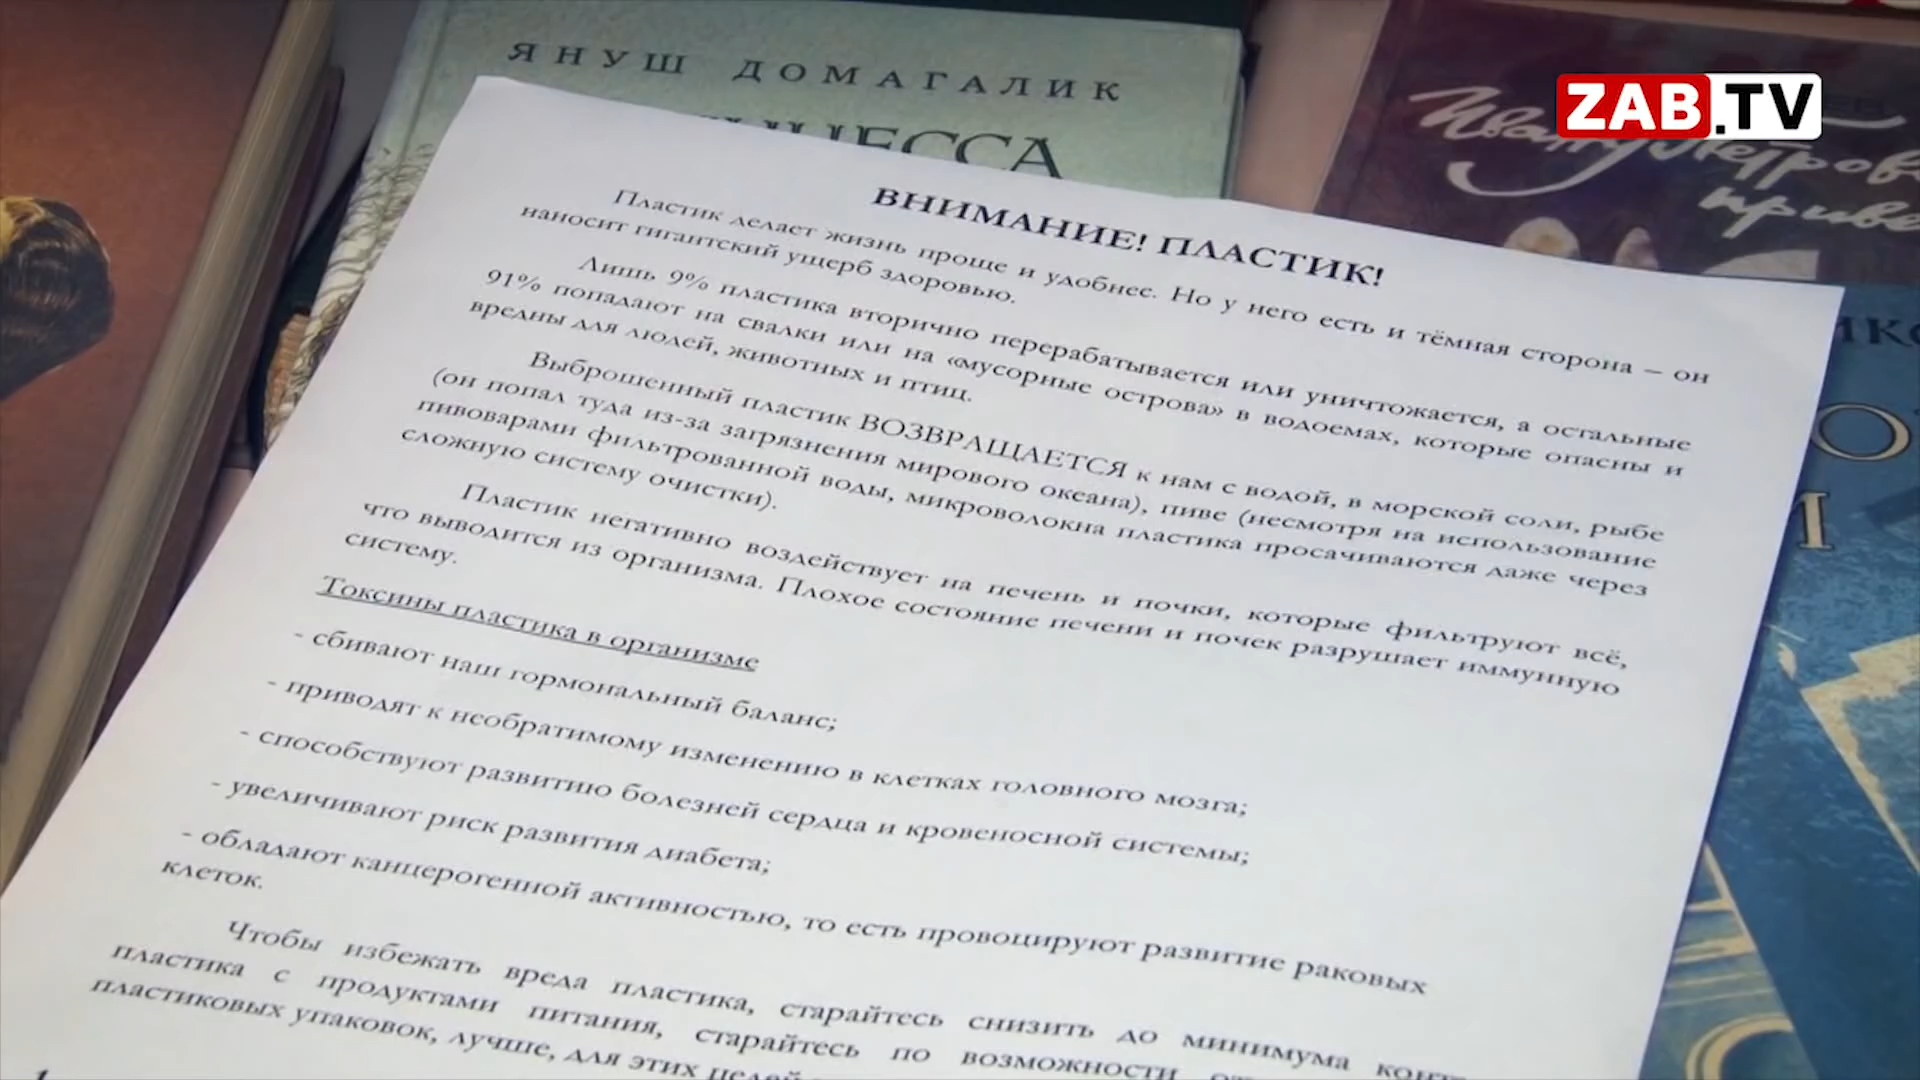 ЯНУШ ДОМАГАЛИК
ZAB.TV
ВНИМАНИЕ! ПЛАСТИК!
Пластик делает жизнь проще и удобнее. Но у него есть и тёмная сторона – он
наносит гигантский ущерб здоровью.
Лишь 9% пластика вторично перерабатывается или уничтожается, а остальные
91% попадают на свалки или на «мусорные острова» в водоемах, которые опасны и
вредны для людей, животных и птиц.
Выброшенный пластик ВОЗВРАЩАЕТСЯ к нам с водой, в морской соли, рыбе
(он попал туда из-за загрязнения мирового океана), пиве (несмотря на использование
пивоварами фильтрованной воды, микроволокна пластика просачиваются даже через
сложную систему очистки).
Пластик негативно воздействует на печень и почки, которые фильтруют всё,
что выводится из организма. Плохое состояние печени и почек разрушает иммунную
систему.
Токсины пластика в организме
- сбивают наш гормональный баланс;
- приводят к необратимому изменению в клетках головного мозга;
- способствуют развитию болезней сердца и кровеносной системы;
- увеличивают риск развития диабета;
- обладают канцерогенной активностью, то есть провоцируют развитие раковых
клеток.
Чтобы избежать вреда пластика, старайтесь снизить до минимума
пластика с продуктами питания, старайтесь по возможности
пластиковых упаковок, лучше, для этих целей